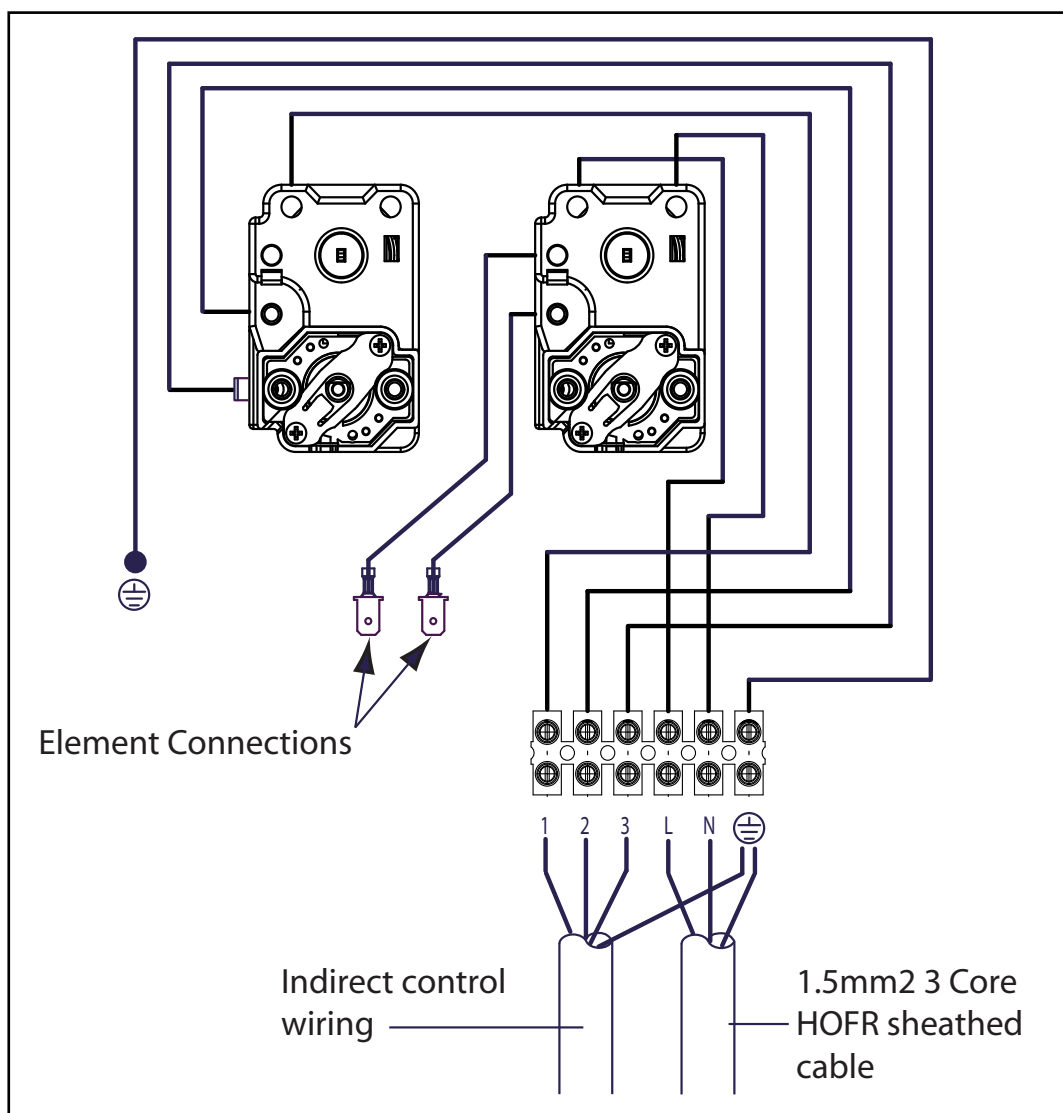 Element Connections
1 2 3 L N
Indirect control
wiring
1.5mm2 3 Core
HOFR sheathed
cable